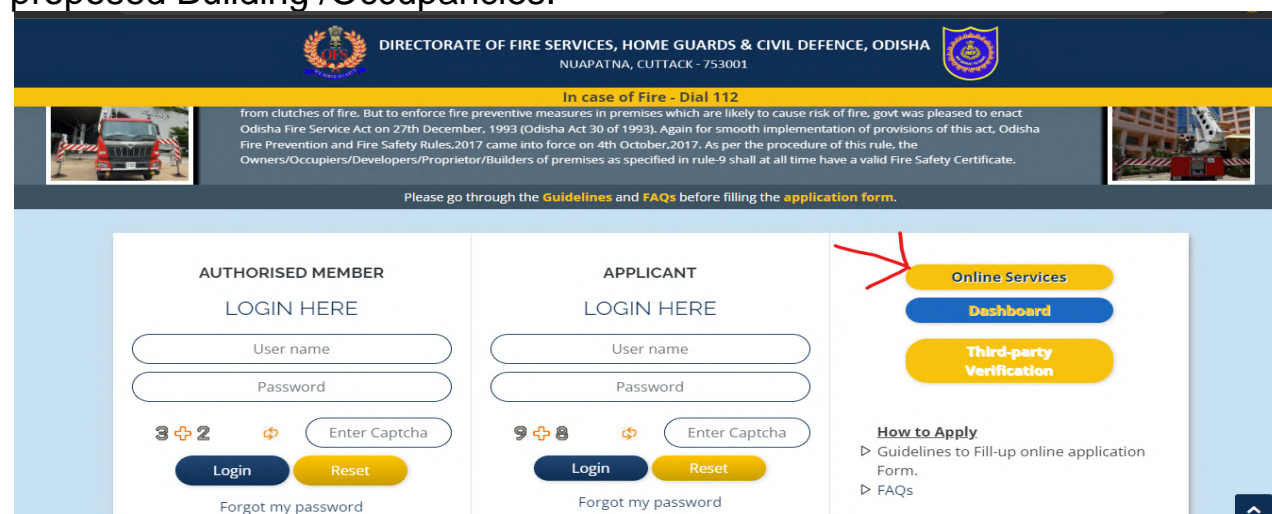 proposed Building /Occupancies.
DIRECTORATE OF FIRE SERVICES, HOME GUARDS & CIVIL DEFENCE, ODISHA
NUAPATNA, CUTTACK - 753001
In case of Fire - Dial 112
from clutches of fire. But to enforce fire preventive measures in premises which are likely to cause risk of fire, govt was pleased to enact
Odisha Fire Service Act on 27th December, 1993 (Odisha Act 30 of 1993). Again for smooth implementation of provisions of this act, Odisha
Fire Prevention and Fire Safety Rules,2017 came into force on 4th October,2017. As per the procedure of this rule, the
Owners/Occupiers/Developers/Proprietor/Builders of premises as specified in rule-9 shall at all time have a valid Fire Safety Certificate.
Please go through the Guidelines and FAQs before filling the application form.
AUTHORISED MEMBER
LOGIN HERE
User name
Password
3 + 2
Enter Captcha
Login
Reset
Forgot my password
APPLICANT
LOGIN HERE
User name
Password
9 + 8
Enter Captcha
Login
Reset
Forgot my password
Online Services
Dashboard
Third-party
Verification
How to Apply
▷ Guidelines to Fill-up online application
Form.
▷ FAQs